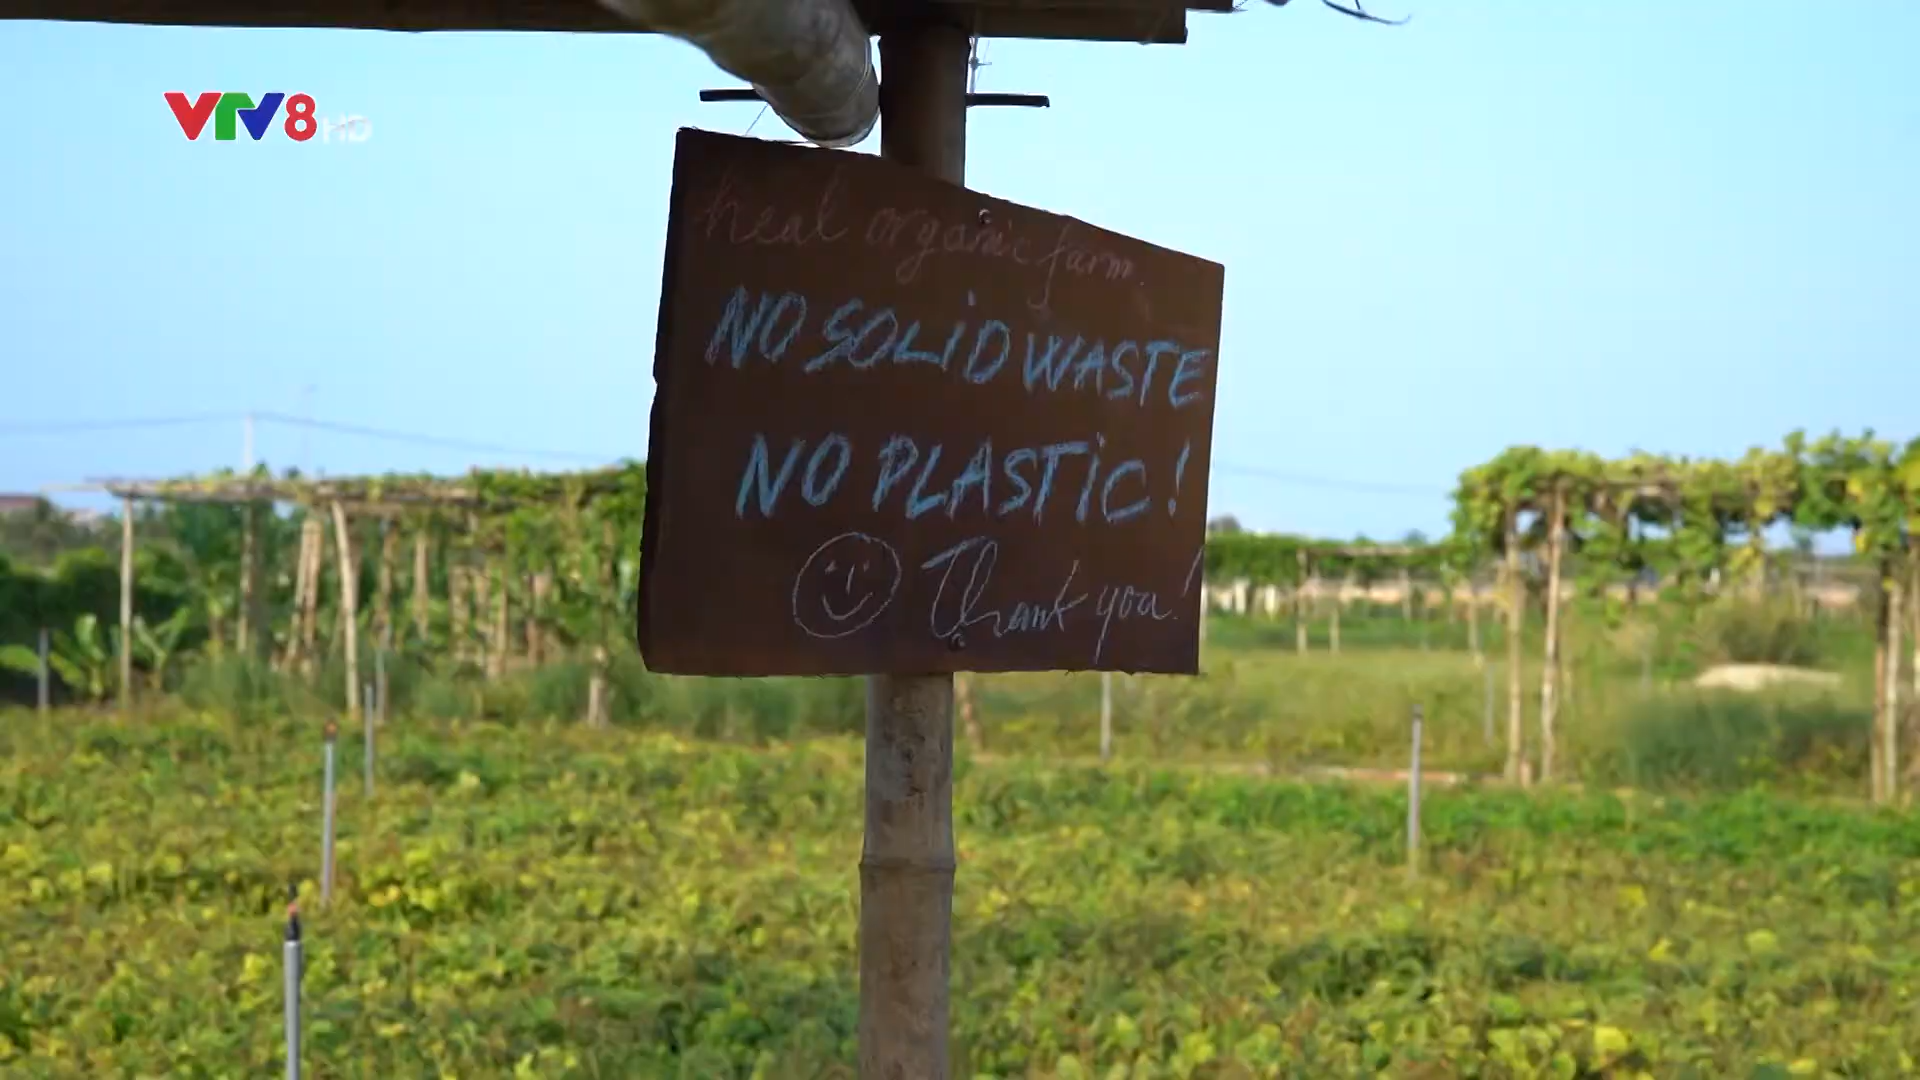 VTV8 HD
heal organic farm.
NO SOLiD WASTE
NO PLASTiC!
Thank you!